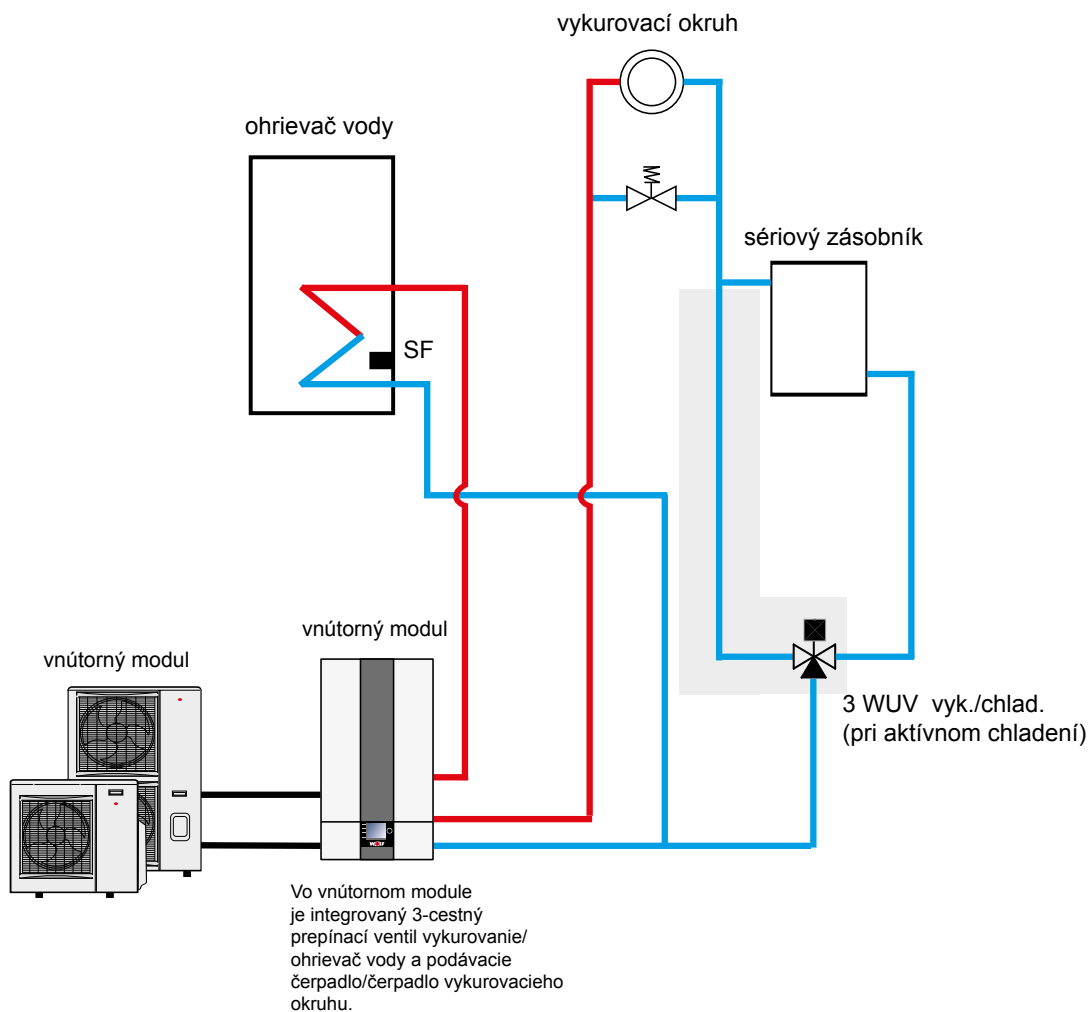 vykurovací okruh
ohrievač vody
sériový zásobník
SF
vnútorný modul
vnútorný modul
3 WUV vyk./chlad.
(pri aktívnom chladení)
WOLF
Vo vnútornom module
je integrovaný 3-cestný
prepínací ventil vykurovanie/
ohrievač vody a podávacie
čerpadlo/čerpadlo vykurovacieho
okruhu.